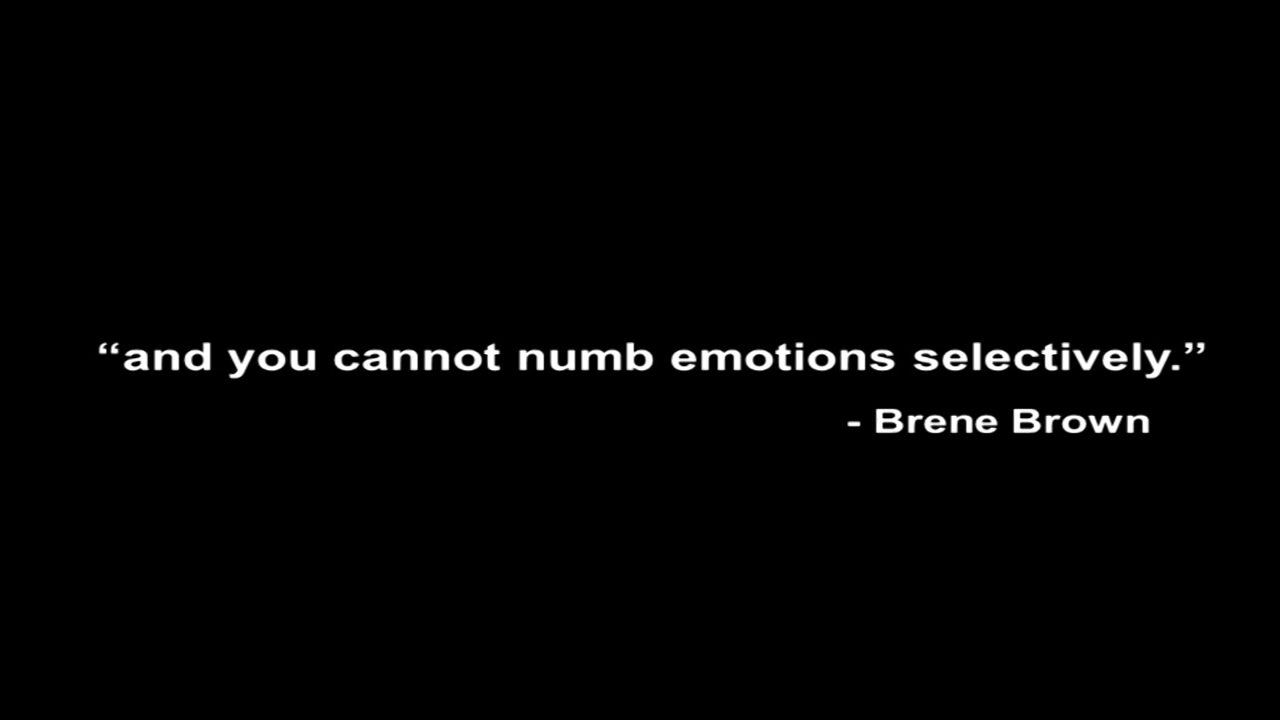 “and you cannot numb emotions selectively.”
- Brene Brown